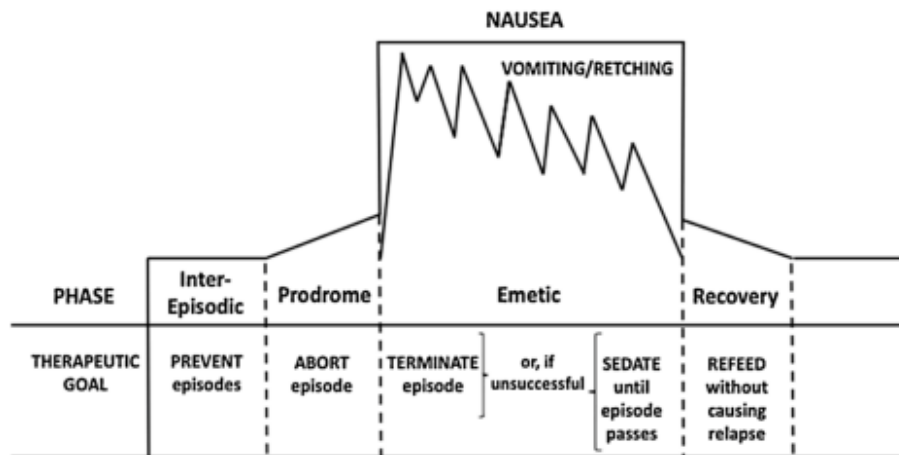 NAUSEA
VOMITING/RETCHING
PHASE
Inter-
Episodic
Prodrome
Emetic
Recovery
THERAPEUTIC
GOAL
PREVENT
episodes
ABORT
episode
TERMINATE
episode
or, if
unsuccessful
SEDATE
until
episode
passes
REFEED
without
causing
relapse